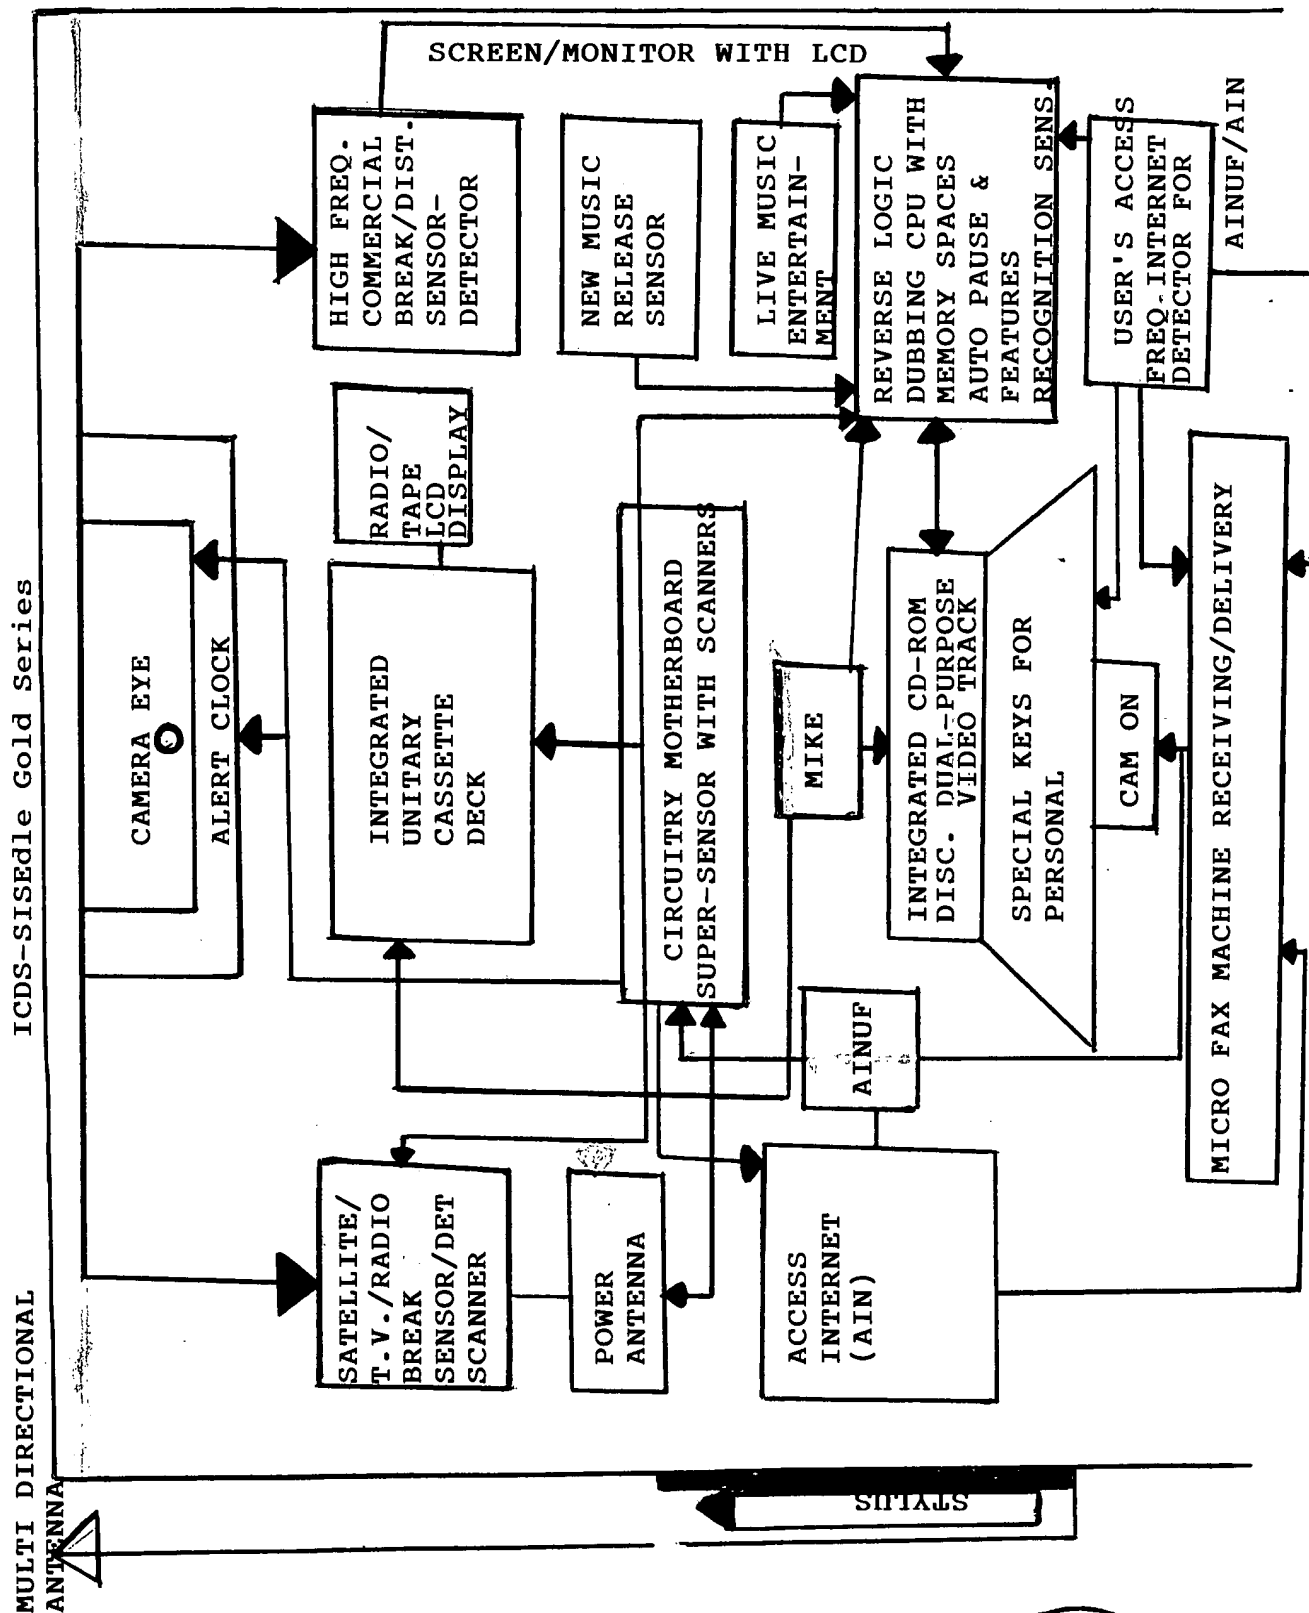 ICDS-SISEdle Gold Series
MULTI DIRECTIONAL
ANTENNA
CAMERA EYE
ALERT CLOCK
SATELLITE/
T.V./RADIO
BREAK
SENSOR/DET
SCANNER
INTEGRATED
UNITARY
CASSETTE
DECK
RADIO/
TAPE
LCD
DISPLAY
HIGH FREQ.
COMMERCIAL
BREAK/DIST.
SENSOR-
DETECTOR
SCREEN/MONITOR WITH LCD
POWER
ANTENNA
CIRCUITRY MOTHERBOARD
SUPER-SENSOR WITH SCANNERS
NEW MUSIC
RELEASE
SENSOR
LIVE MUSIC
ENTERTAIN-
MENT
MIKE
ACCESS
INTERNET
(AIN)
AINUF
INTEGRATED CD-ROM
DISC. DUAL-PURPOSE
VIDEO TRACK
REVERSE LOGIC
DUBBING CPU WITH
MEMORY SPACES
AUTO PAUSE &
FEATURES
RECOGNITION SENS.
STYLUS
SPECIAL KEYS FOR
PERSONAL
CAM ON
USER'S ACCESS
FREQ-INTERNET
DETECTOR FOR
AINUF/AIN
MICRO FAX MACHINE RECEIVING/DELIVERY